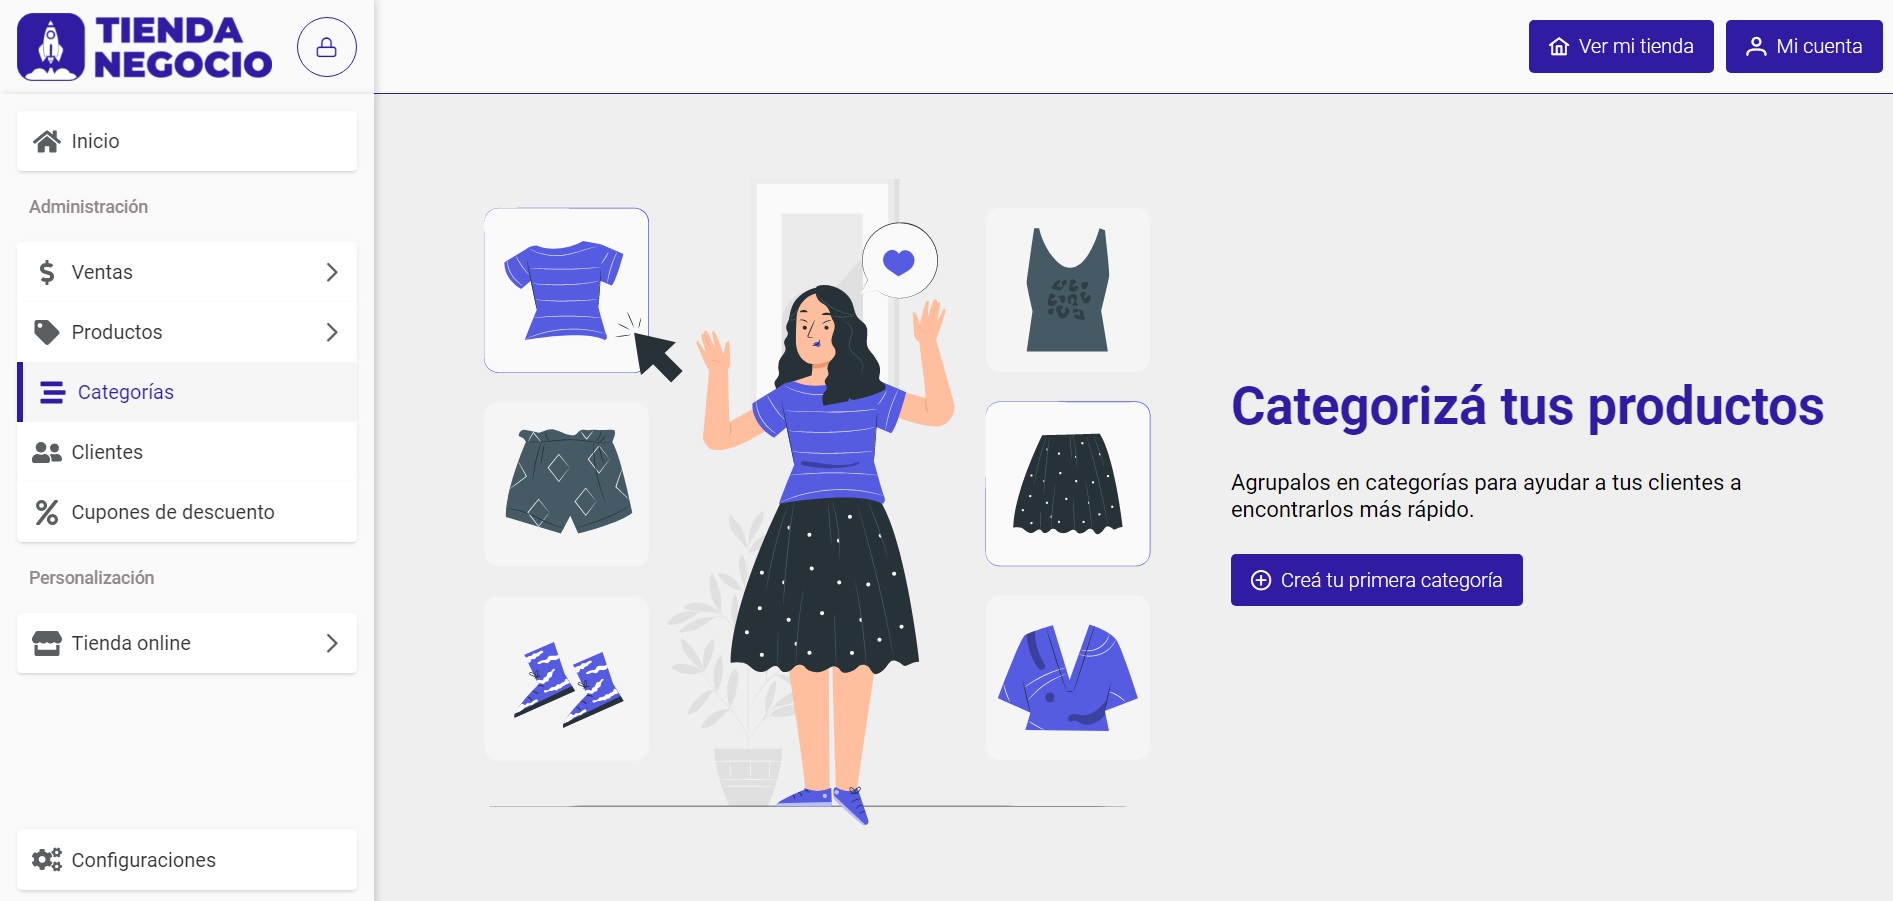 TIENDA
NEGOCIO
Ver mi tienda
Mi cuenta
Inicio
Administración
Ventas
Productos
Categorías
Clientes
Cupones de descuento
Personalización
Tienda online
Configuraciones
Categorizá tus productos
Agrupalos en categorías para ayudar a tus clientes a
encontrarlos más rápido.
Creá tu primera categoría